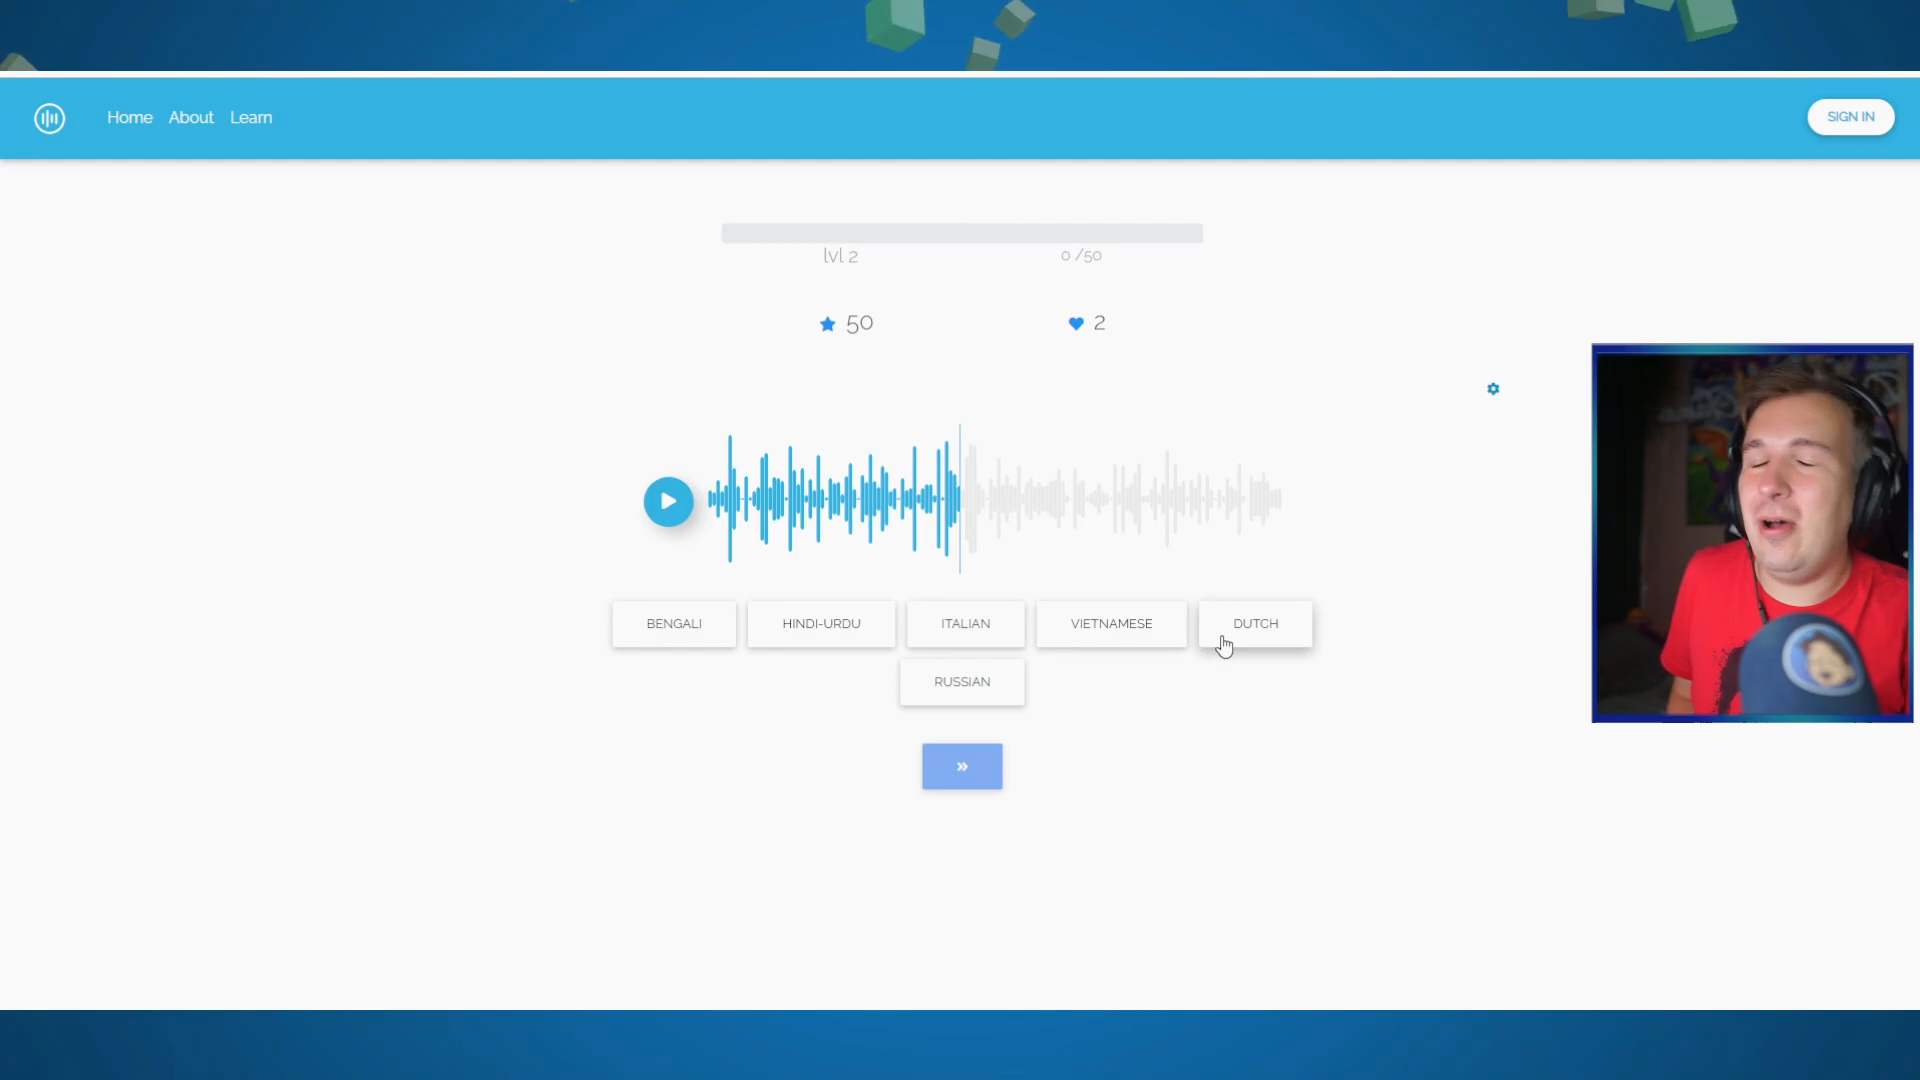 Home About Learn
SIGN IN
lvl 2 0 /50
50 2
BENGALI HINDI-URDU ITALIAN VIETNAMESE DUTCH
RUSSIAN
»